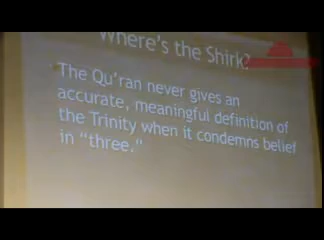 Where's the Shirk?
The Qu'ran never gives an
accurate, meaningful definition of
the Trinity when it condemns belief
in "three."